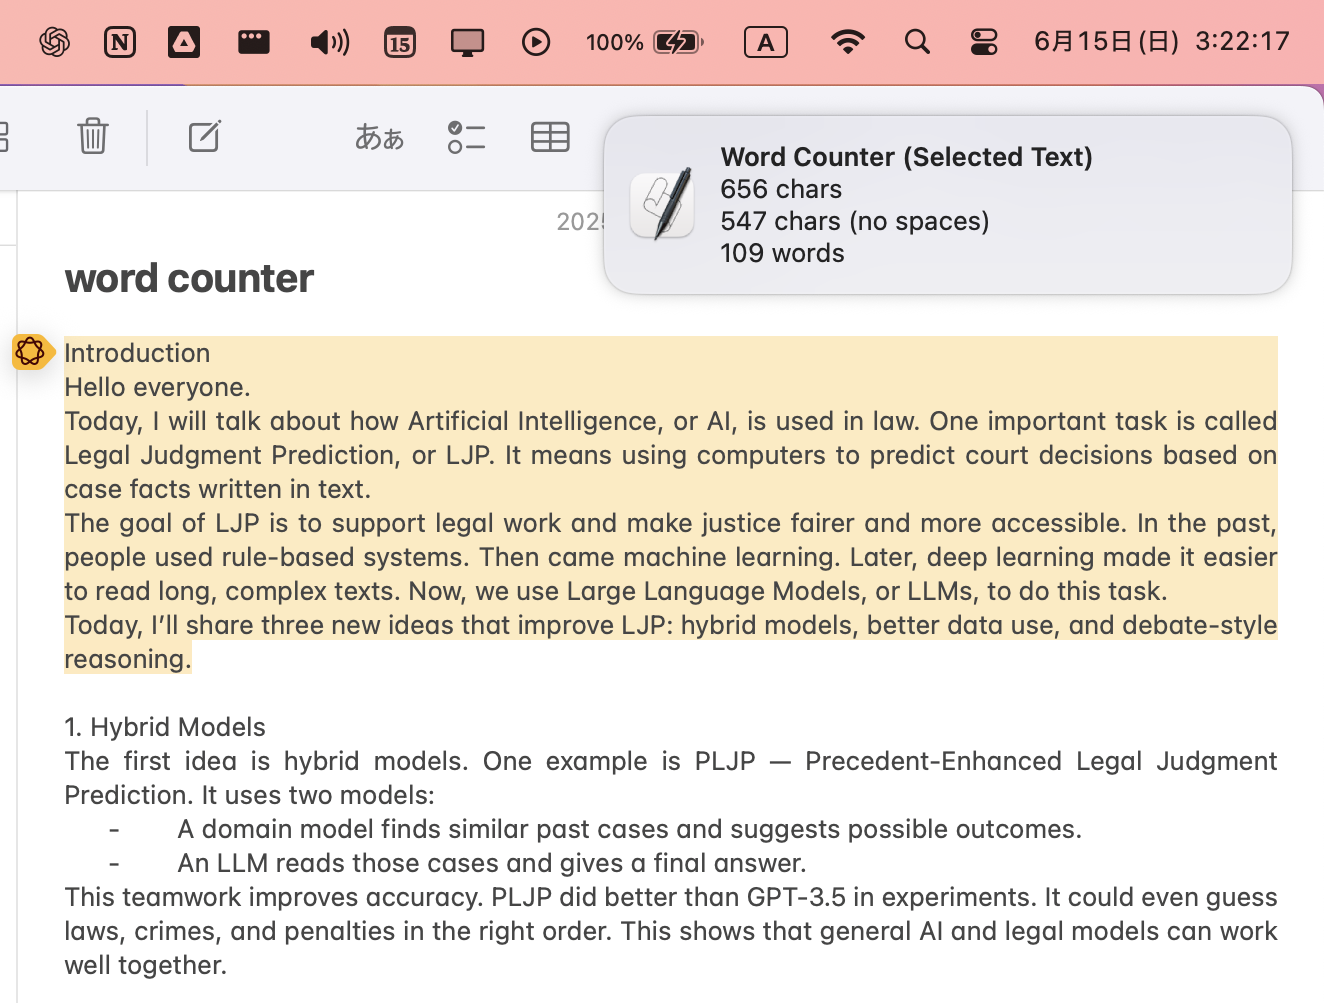 N
15
100%
A
6月15日(日) 3:22:17
あぁ
Word Counter (Selected Text)
656 chars
547 chars (no spaces)
109 words
word counter
Introduction
Hello everyone.
Today, I will talk about how Artificial Intelligence, or AI, is used in law. One important task is called
Legal Judgment Prediction, or LJP. It means using computers to predict court decisions based on
case facts written in text.
The goal of LJP is to support legal work and make justice fairer and more accessible. In the past,
people used rule-based systems. Then came machine learning. Later, deep learning made it easier
to read long, complex texts. Now, we use Large Language Models, or LLMs, to do this task.
Today, I’ll share three new ideas that improve LJP: hybrid models, better data use, and debate-style
reasoning.
1. Hybrid Models
The first idea is hybrid models. One example is PLJP — Precedent-Enhanced Legal Judgment
Prediction. It uses two models:
- A domain model finds similar past cases and suggests possible outcomes.
- An LLM reads those cases and gives a final answer.
This teamwork improves accuracy. PLJP did better than GPT-3.5 in experiments. It could even guess
laws, crimes, and penalties in the right order. This shows that general AI and legal models can work
well together.